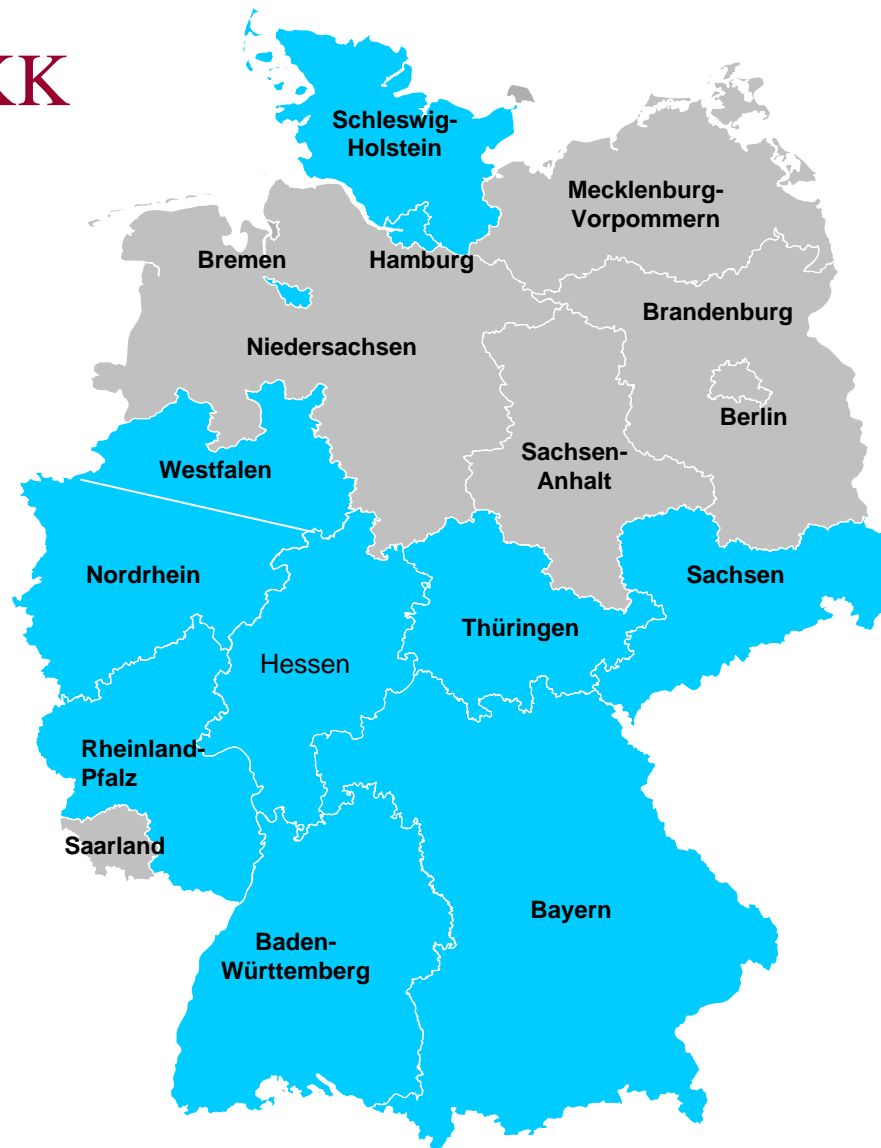 KK
Schleswig-
Holstein
Mecklenburg-
Vorpommern
Bremen
Hamburg
Brandenburg
Niedersachsen
Berlin
Sachsen-
Anhalt
Westfalen
Nordrhein
Sachsen
Thüringen
Hessen
Rheinland-
Pfalz
Saarland
Bayern
Baden-
Württemberg